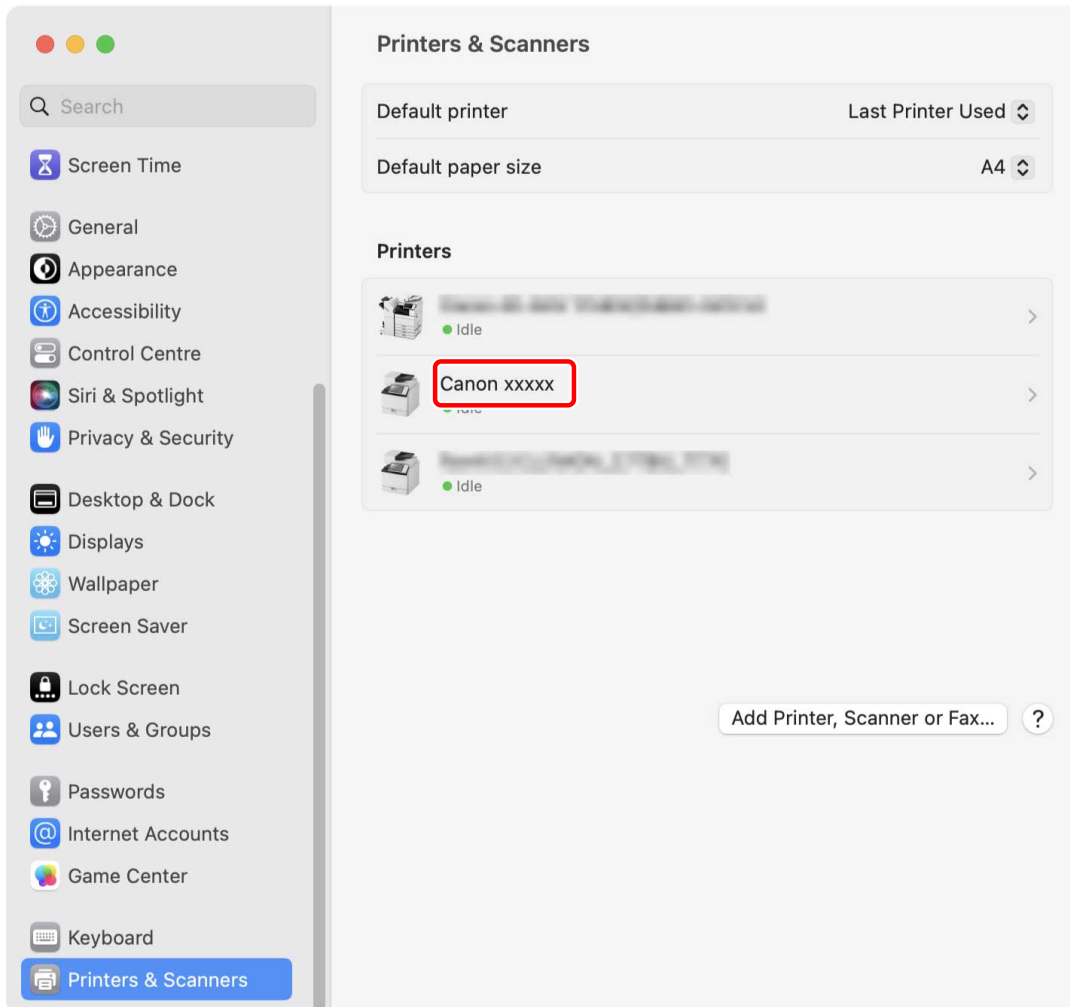 Printers & Scanners
Search
Screen Time
General
Appearance
Accessibility
Control Centre
Siri & Spotlight
Privacy & Security
Desktop & Dock
Displays
Wallpaper
Screen Saver
Lock Screen
Users & Groups
Passwords
Internet Accounts
Game Center
Keyboard
Printers & Scanners
Default printer Last Printer Used
Default paper size A4
Printers
Idle
Canon xxxxx
Idle
Idle
Add Printer, Scanner or Fax... ?